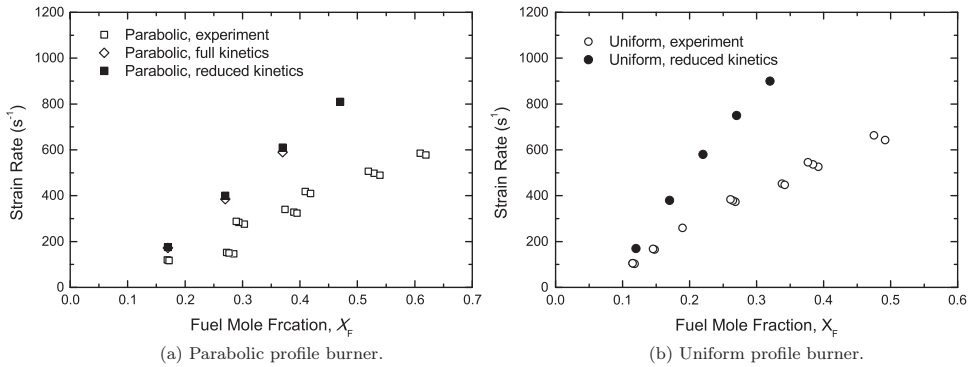 1200
1000
800
600
400
200
0
Strain Rate (s⁻¹)
Parabolic, experiment
Parabolic, full kinetics
Parabolic, reduced kinetics
0.0 0.1 0.2 0.3 0.4 0.5 0.6 0.7
Fuel Mole Frcation, X_F
(a) Parabolic profile burner.
1200
1000
800
600
400
200
0
Strain Rate (s¹)
Uniform, experiment
Uniform, reduced kinetics
0.0 0.1 0.2 0.3 0.4 0.5 0.6
Fuel Mole Fraction, X_F
(b) Uniform profile burner.